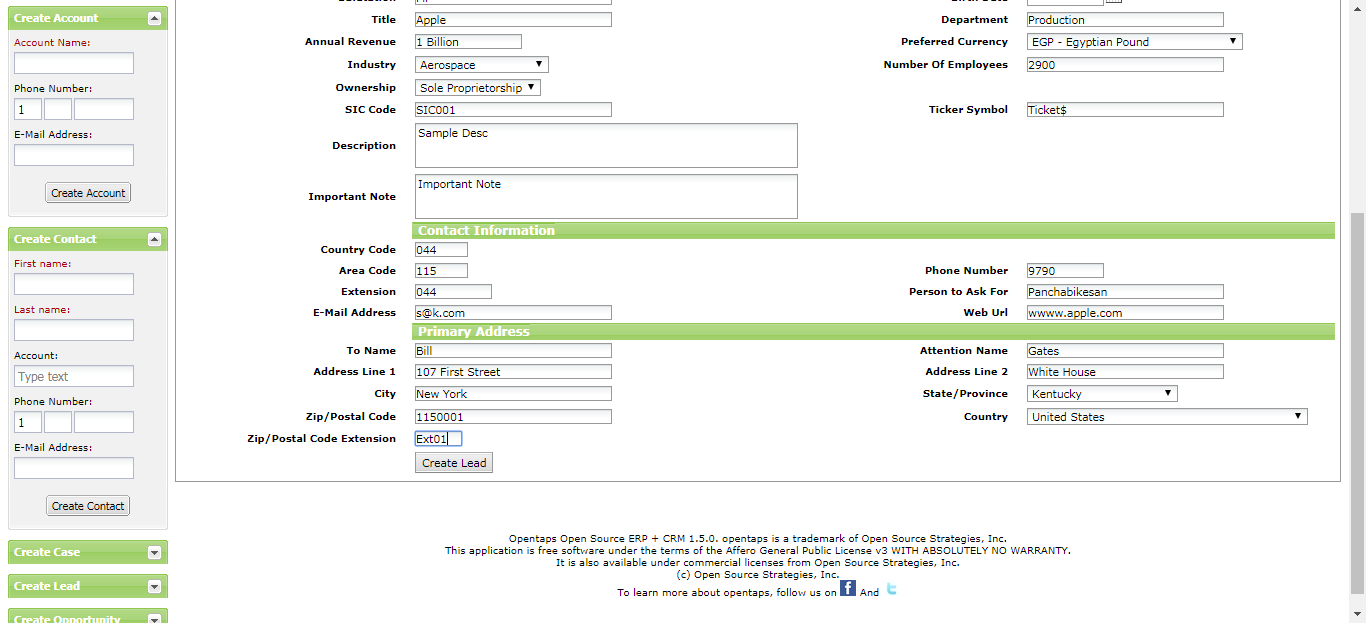 Create Account
Account Name:
Phone Number:
1
E-Mail Address:
Create Account
Create Contact
First name:
Last name:
Account:
Type text
Phone Number:
1
E-Mail Address:
Create Contact
Create Case
Create Lead
Create Opportunity
Title Apple Department Production
Annual Revenue 1 Billion Preferred Currency EGP - Egyptian Pound
Industry Aerospace Number Of Employees 2900
Ownership Sole Proprietorship
SIC Code SIC001 Ticker Symbol Ticket$
Description Sample Desc
Important Note Important Note
Contact Information
Country Code 044
Area Code 115 Phone Number 9790
Extension 044 Person to Ask For Panchabikesan
E-Mail Address s@k.com Web Url wwww.apple.com
Primary Address
To Name Bill Attention Name Gates
Address Line 1 107 First Street Address Line 2 White House
City New York State/Province Kentucky
Zip/Postal Code 1150001 Country United States
Zip/Postal Code Extension Ext01
Create Lead
Opentaps Open Source ERP + CRM 1.5.0. opentaps is a trademark of Open Source Strategies, Inc.
This application is free software under the terms of the Affero General Public License v3 WITH ABSOLUTELY NO WARRANTY.
It is also available under commercial licenses from Open Source Strategies, Inc.
(c) Open Source Strategies, Inc.
To learn more about opentaps, follow us on f And t